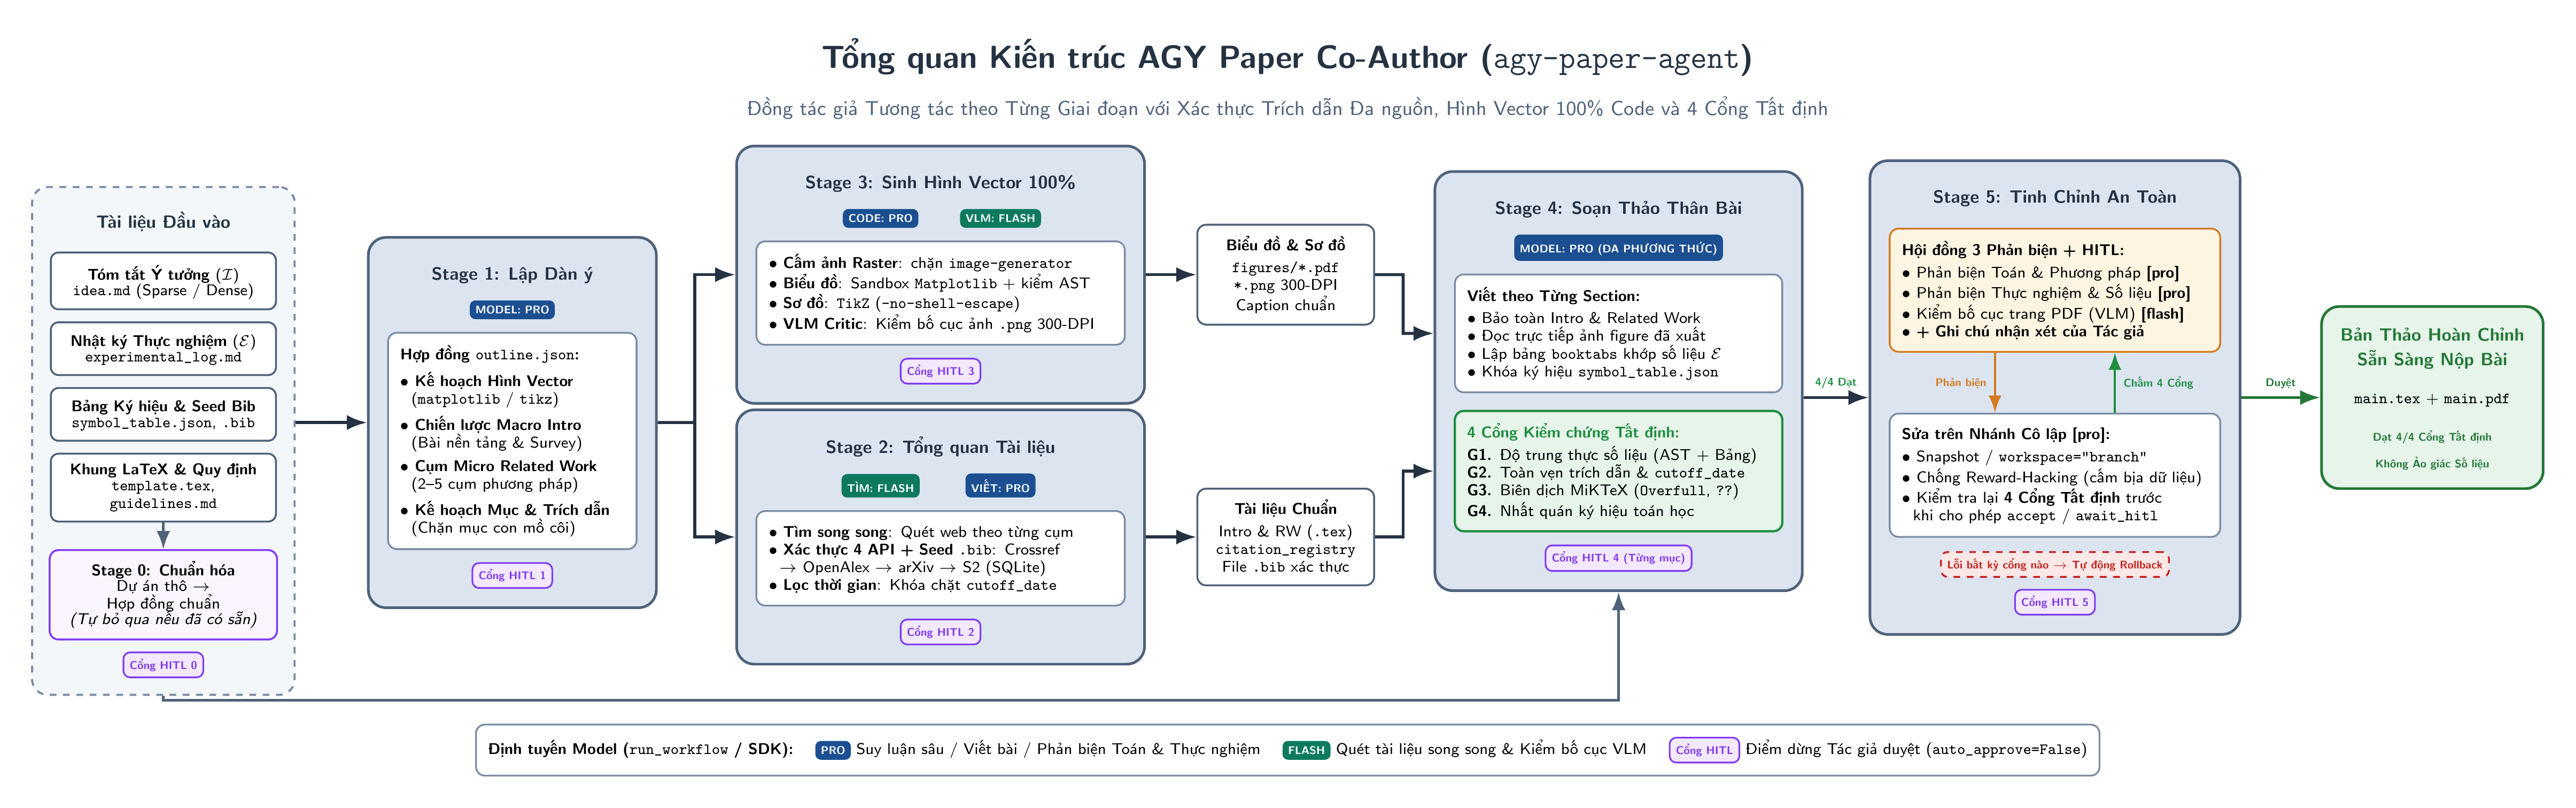 Tổng quan Kiến trúc AGY Paper Co-Author (agy-paper-agent)
Đồng tác giả Tương tác theo Từng Giai đoạn với Xác thực Trích dẫn Đa nguồn, Hình Vector 100% Code và 4 Cổng Tất định
Tài liệu Đầu vào
Tóm tắt Ý tưởng (ℐ)
idea.md (Sparse / Dense)
Nhật ký Thực nghiệm (ℰ)
experimental_log.md
Bảng Ký hiệu & Seed Bib
symbol_table.json, .bib
Khung LaTeX & Quy định
template.tex,
guidelines.md
Stage 0: Chuẩn hóa
Dự án thô →
Hợp đồng chuẩn
(Tự bỏ qua nếu đã có sẵn)
Cổng HITL 0
Stage 1: Lập Dàn ý
MODEL: PRO
Hợp đồng outline.json:
• Kế hoạch Hình Vector
(matplotlib / tikz)
• Chiến lược Macro Intro
(Bài nền tảng & Survey)
• Cụm Micro Related Work
(2–5 cụm phương pháp)
• Kế hoạch Mục & Trích dẫn
(Chặn mục con mồ côi)
Cổng HITL 1
Stage 3: Sinh Hình Vector 100%
CODE: PRO VLM: FLASH
• Cấm ảnh Raster: chặn image-generator
• Biểu đồ: Sandbox Matplotlib + kiểm AST
• Sơ đồ: TikZ (-no-shell-escape)
• VLM Critic: Kiểm bố cục ảnh .png 300-DPI
Cổng HITL 3
Stage 2: Tổng quan Tài liệu
TÌM: FLASH VIẾT: PRO
• Tìm song song: Quét web theo từng cụm
• Xác thực 4 API + Seed .bib: Crossref
→ OpenAlex → arXiv → S2 (SQLite)
• Lọc thời gian: Khóa chặt cutoff_date
Cổng HITL 2
Biểu đồ & Sơ đồ
figures/*.pdf
*.png 300-DPI
Caption chuẩn
Tài liệu Chuẩn
Intro & RW (.tex)
citation_registry
File .bib xác thực
Stage 4: Soạn Thảo Thân Bài
MODEL: PRO (ĐA PHƯƠNG THỨC)
Viết theo Từng Section:
• Bảo toàn Intro & Related Work
• Đọc trực tiếp ảnh figure đã xuất
• Lập bảng booktabs khớp số liệu ℰ
• Khóa ký hiệu symbol_table.json
4 Cổng Kiểm chứng Tất định:
G1. Độ trung thực số liệu (AST + Bảng)
G2. Toàn vẹn trích dẫn & cutoff_date
G3. Biên dịch MiKTeX (Overfull, ??)
G4. Nhất quán ký hiệu toán học
Cổng HITL 4 (Từng mục)
4/4 Đạt
Stage 5: Tinh Chỉnh An Toàn
Hội đồng 3 Phản biện + HITL:
• Phản biện Toán & Phương pháp [pro]
• Phản biện Thực nghiệm & Số liệu [pro]
• Kiểm bố cục trang PDF (VLM) [flash]
• + Ghi chú nhận xét của Tác giả
Phản biện
Chấm 4 Cổng
Sửa trên Nhánh Cô lập [pro]:
• Snapshot / workspace="branch"
• Chống Reward-Hacking (cấm bịa dữ liệu)
• Kiểm tra lại 4 Cổng Tất định trước
khi cho phép accept / await_hitl
Lỗi bất kỳ cổng nào → Tự động Rollback
Cổng HITL 5
Duyệt
Bản Thảo Hoàn Chỉnh
Sẵn Sàng Nộp Bài
main.tex + main.pdf
Đạt 4/4 Cổng Tất định
Không Ảo giác Số liệu
Định tuyến Model (run_workflow / SDK): PRO Suy luận sâu / Viết bài / Phản biện Toán & Thực nghiệm FLASH Quét tài liệu song song & Kiểm bố cục VLM Cổng HITL Điểm dừng Tác giả duyệt (auto_approve=False)